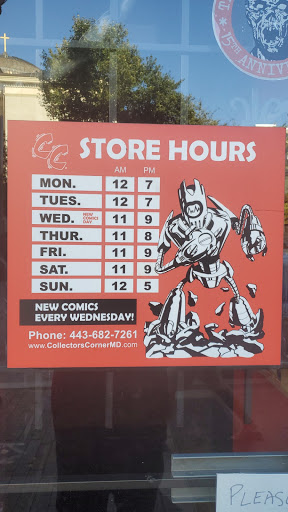 15TH ANNIV
CC STORE HOURS
AM PM
MON. 12 7
TUES. 12 7
WED. NEW COMICS DAY 11 9
THUR. 11 8
FRI. 11 9
SAT. 11 9
SUN. 12 5
NEW COMICS
EVERY WEDNESDAY!
Phone: 443-682-7261
www.CollectorsCornerMD.com
PLEAS